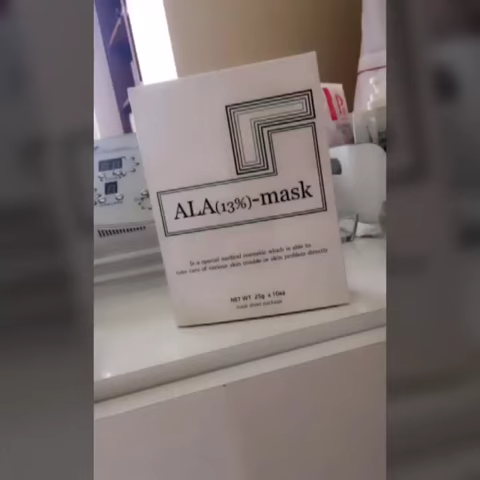 ALA(13%)-mask
Is a special medical cosmetic which is able to
take care of various skin trouble or skin problem directly
NET WT 25g x 10ea